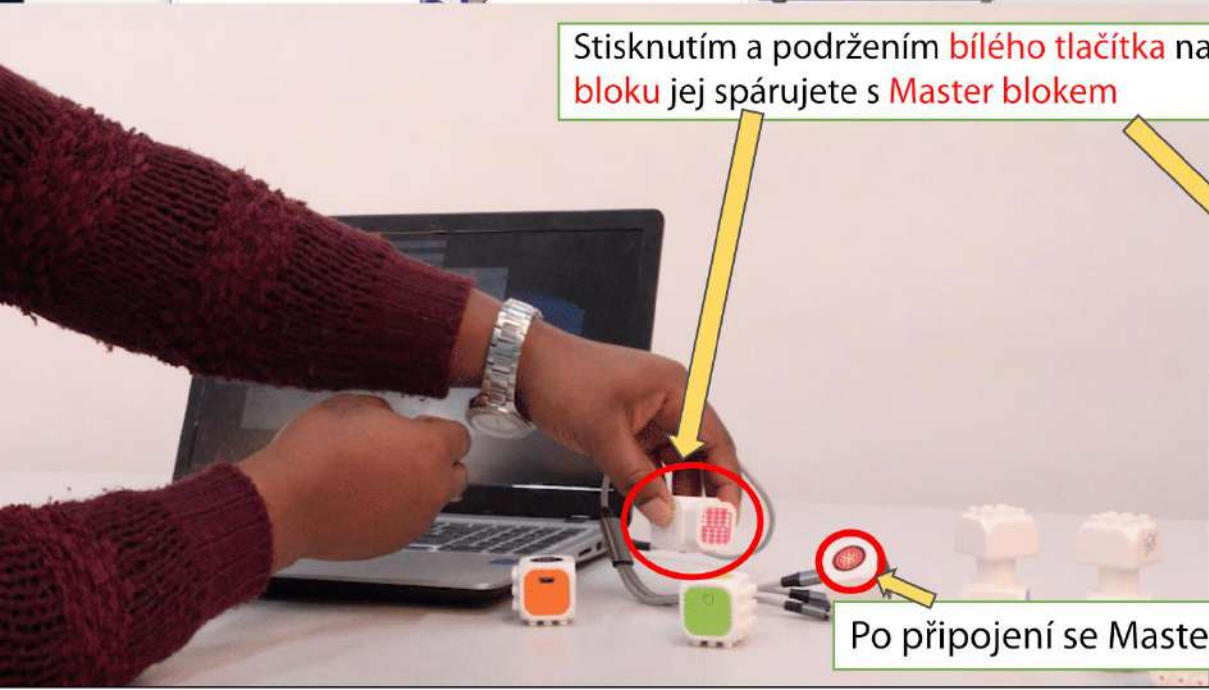 Stisknutím a podržením bílého tlačítka na
bloku jej spárujete s Master blokem
Po připojení se Maste